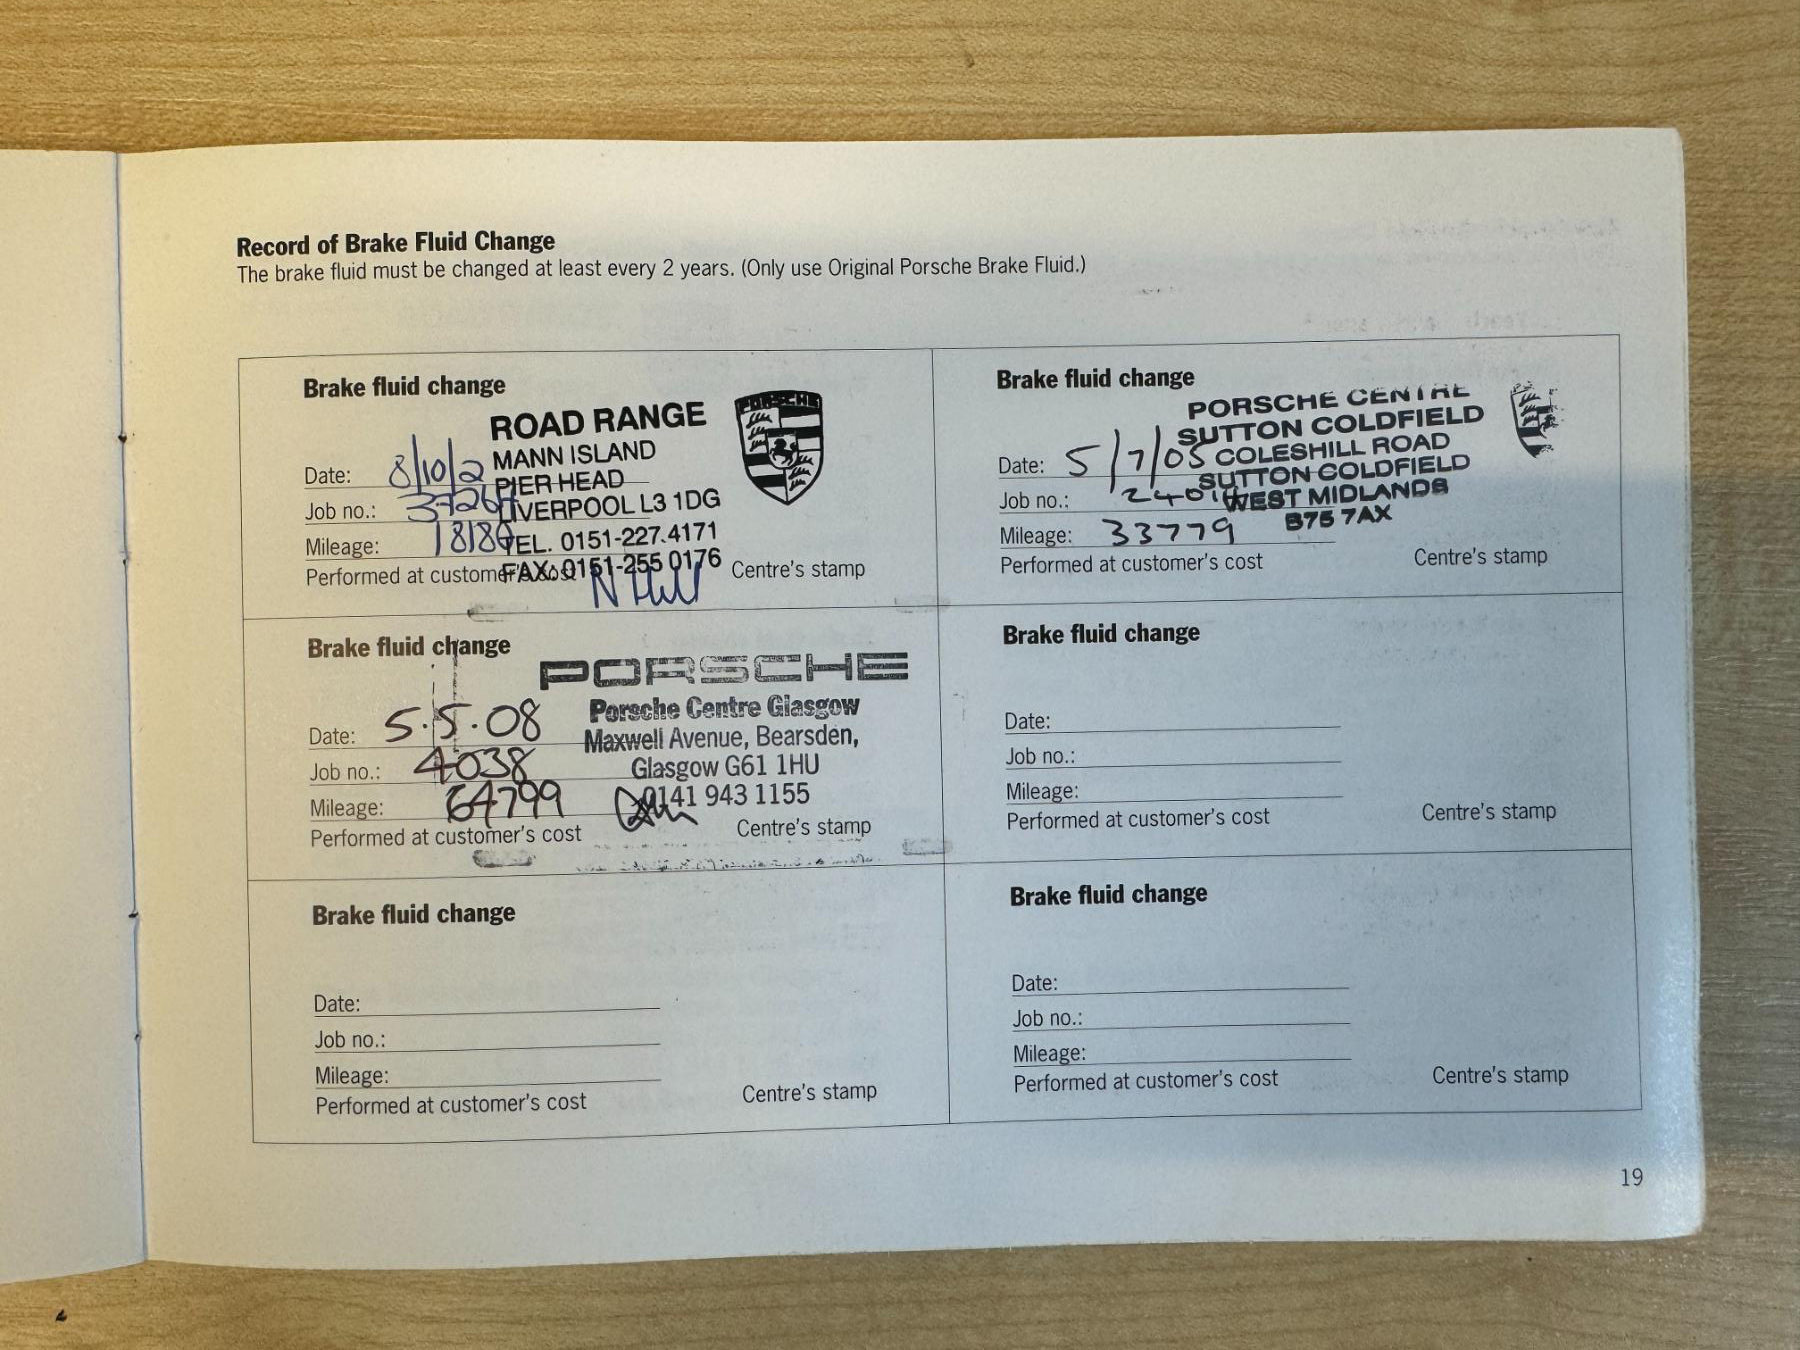 Record of Brake Fluid Change
The brake fluid must be changed at least every 2 years. (Only use Original Porsche Brake Fluid.)
Brake fluid change
ROAD RANGE
MANN ISLAND
PIER HEAD
LIVERPOOL L3 1DG
TEL. 0151-227.4171
FAX: 0151-255 0176
PORSCHE
Date: 8/10/2
Job no.:
Mileage:
Performed at customer's cost
Centre's stamp
Brake fluid change
PORSCHE CENTRE
SUTTON COLDFIELD
COLESHILL ROAD
SUTTON COLDFIELD
WEST MIDLANDS
B75 7AX
Date: 5/7/05
Job no.:
Mileage: 33779
Performed at customer's cost
Centre's stamp
Brake fluid change
PORSCHE
Porsche Centre Glasgow
Maxwell Avenue, Bearsden,
Glasgow G61 1HU
0141 943 1155
Date: 5.5.08
Job no.: 4038
Mileage: 64799
Performed at customer's cost
Centre's stamp
Brake fluid change
Date:
Job no.:
Mileage:
Performed at customer's cost
Centre's stamp
Brake fluid change
Date:
Job no.:
Mileage:
Performed at customer's cost
Centre's stamp
Brake fluid change
Date:
Job no.:
Mileage:
Performed at customer's cost
Centre's stamp
19